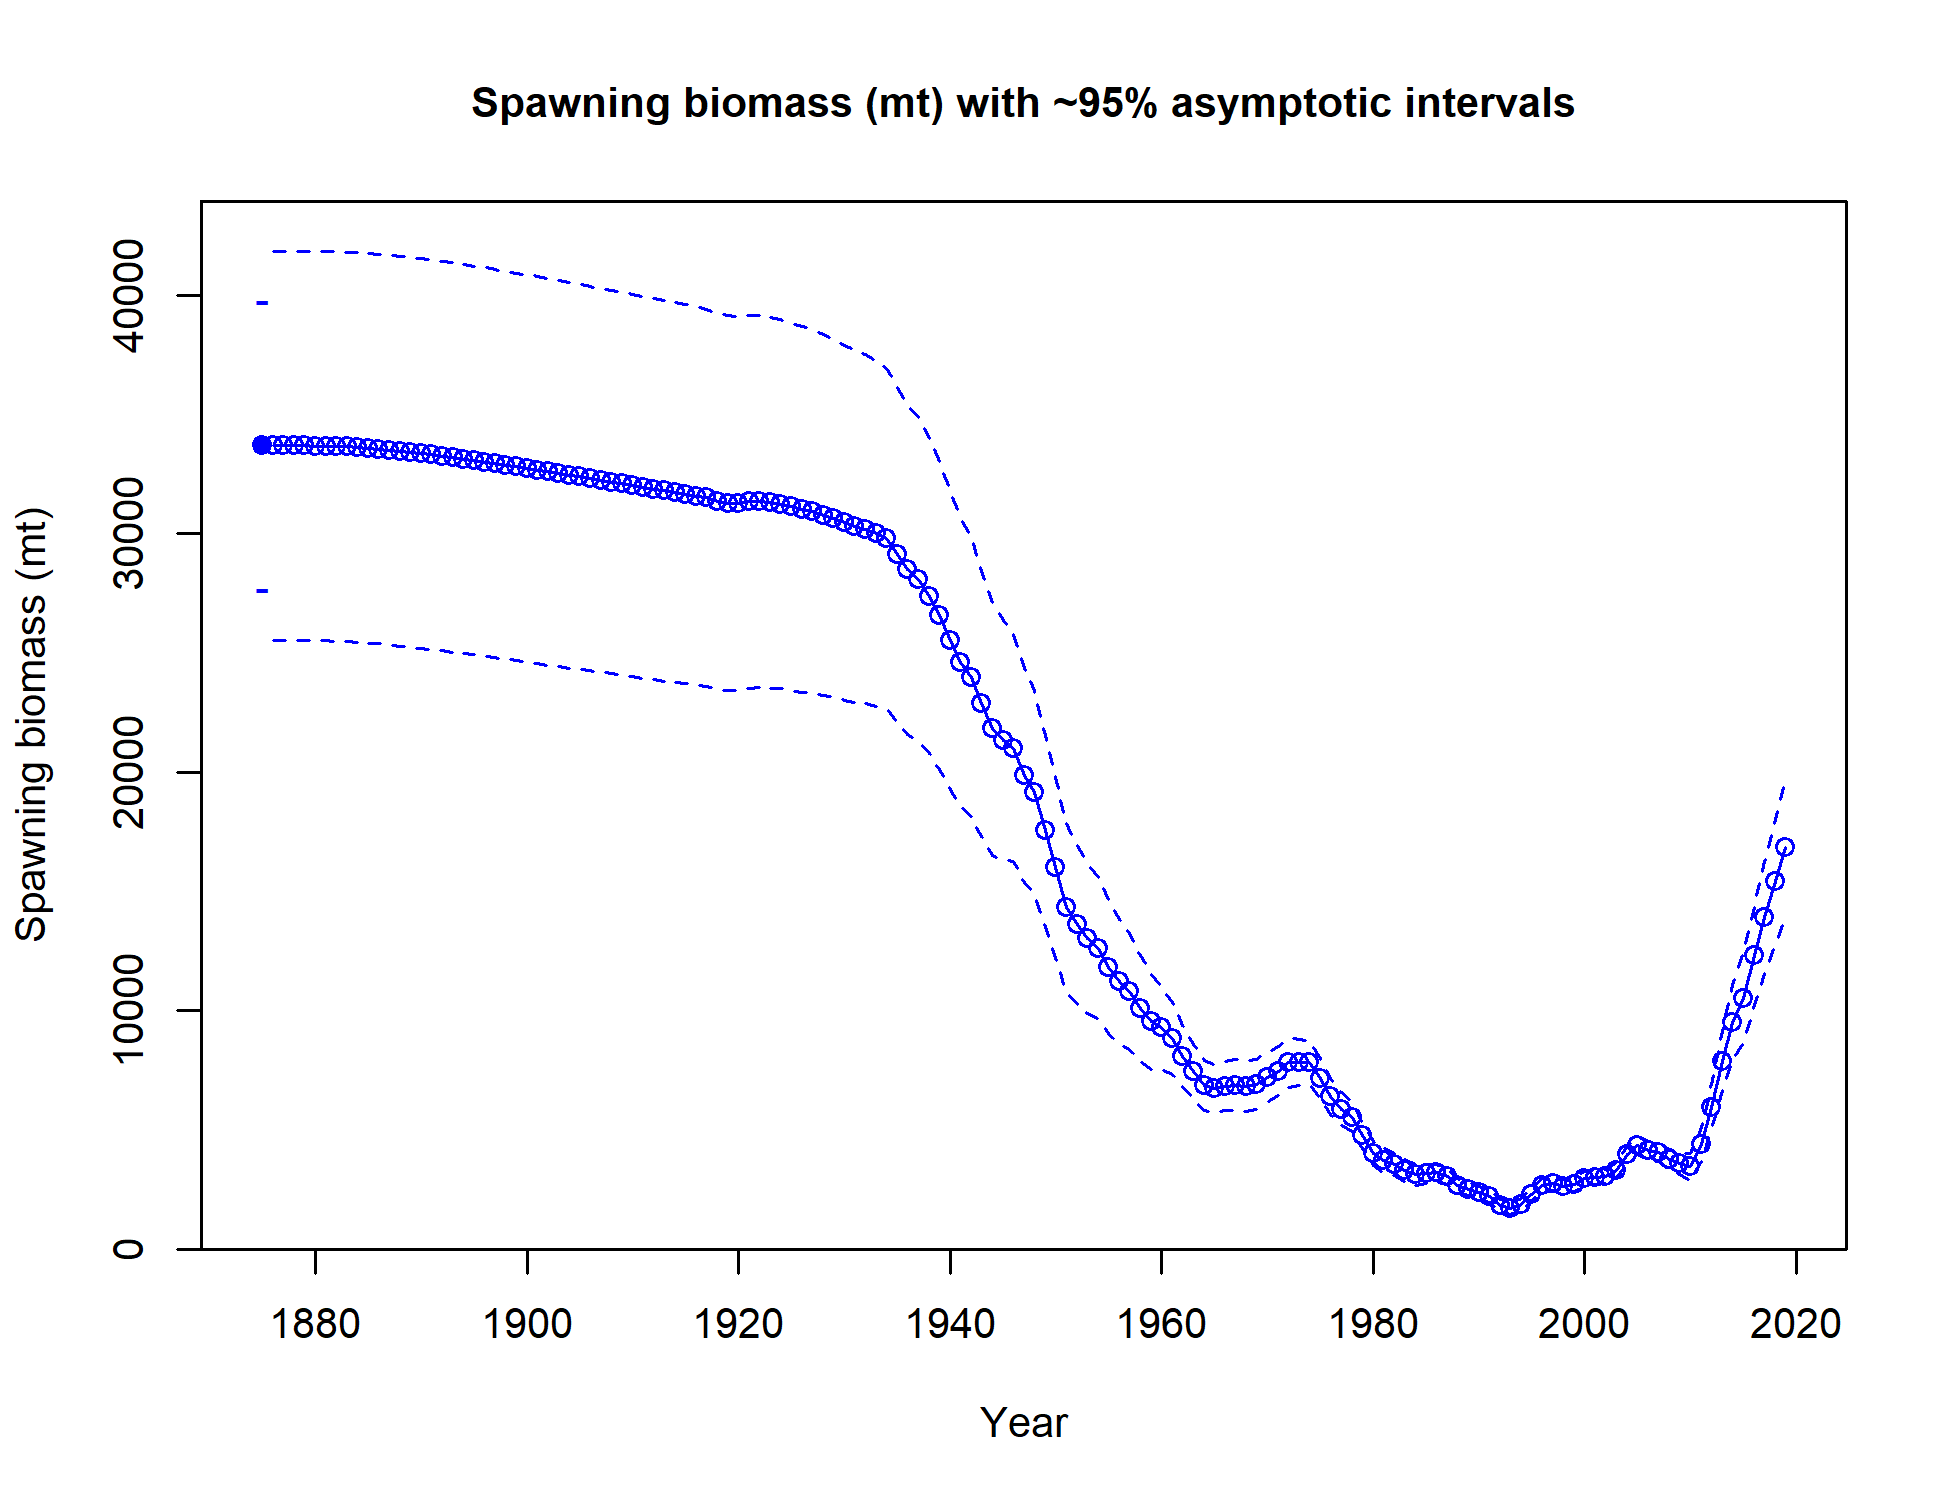 Spawning biomass (mt) with ~95% asymptotic intervals
Spawning biomass (mt)
40000
30000
20000
10000
0
1880 1900 1920 1940 1960 1980 2000 2020
Year